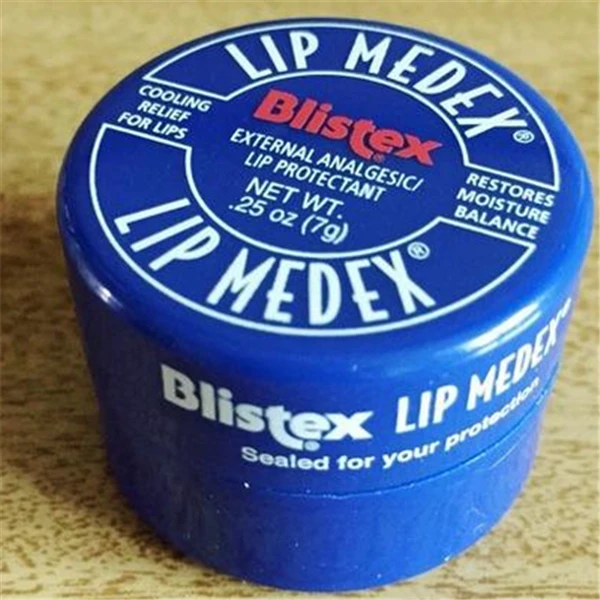 LIP MEDEX®
COOLING
RELIEF
FOR LIPS
Blistex®
EXTERNAL ANALGESIC/
LIP PROTECTANT
NET WT.
.25 oz (7g)
RESTORES
MOISTURE
BALANCE
LIP MEDEX®
Blistex® LIP MEDEX®
Sealed for your protection